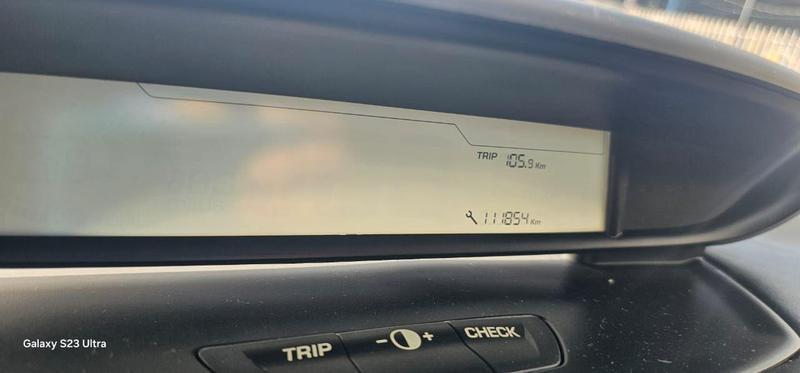 TRIP 105.9 Km
111854 Km
TRIP - + CHECK
Galaxy S23 Ultra